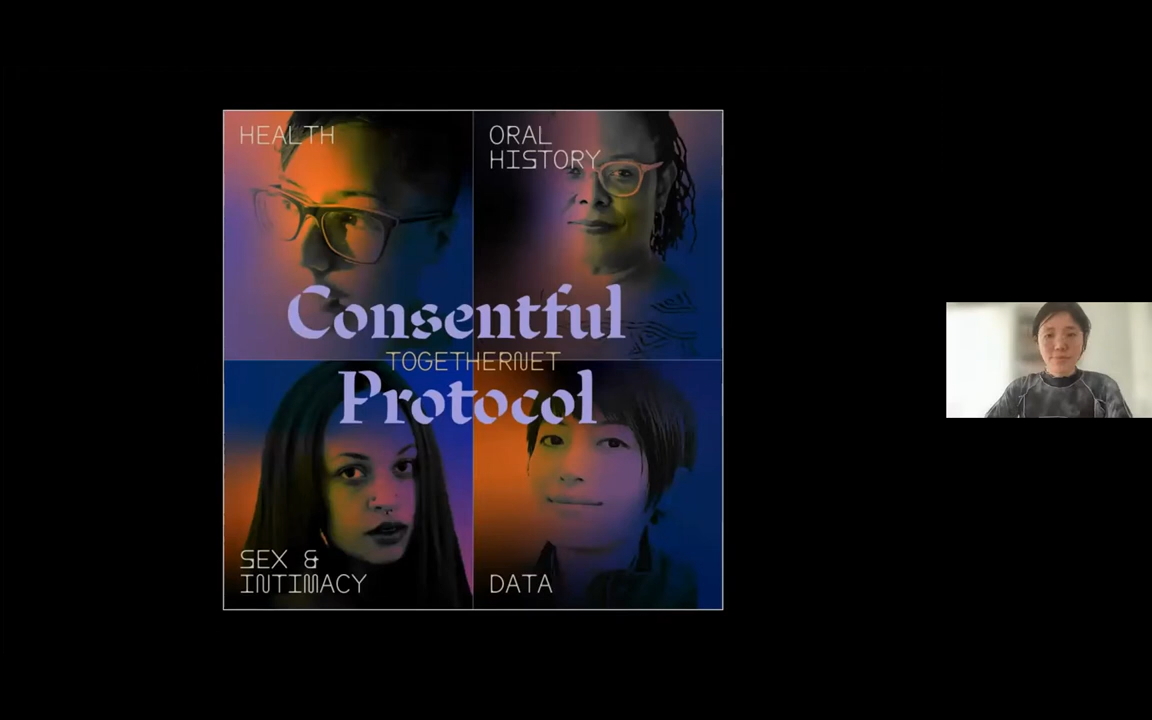 HEALTH
ORAL
HISTORY
Consentful
TOGETHERNET
Protocol
SEX &
INTIMACY
DATA